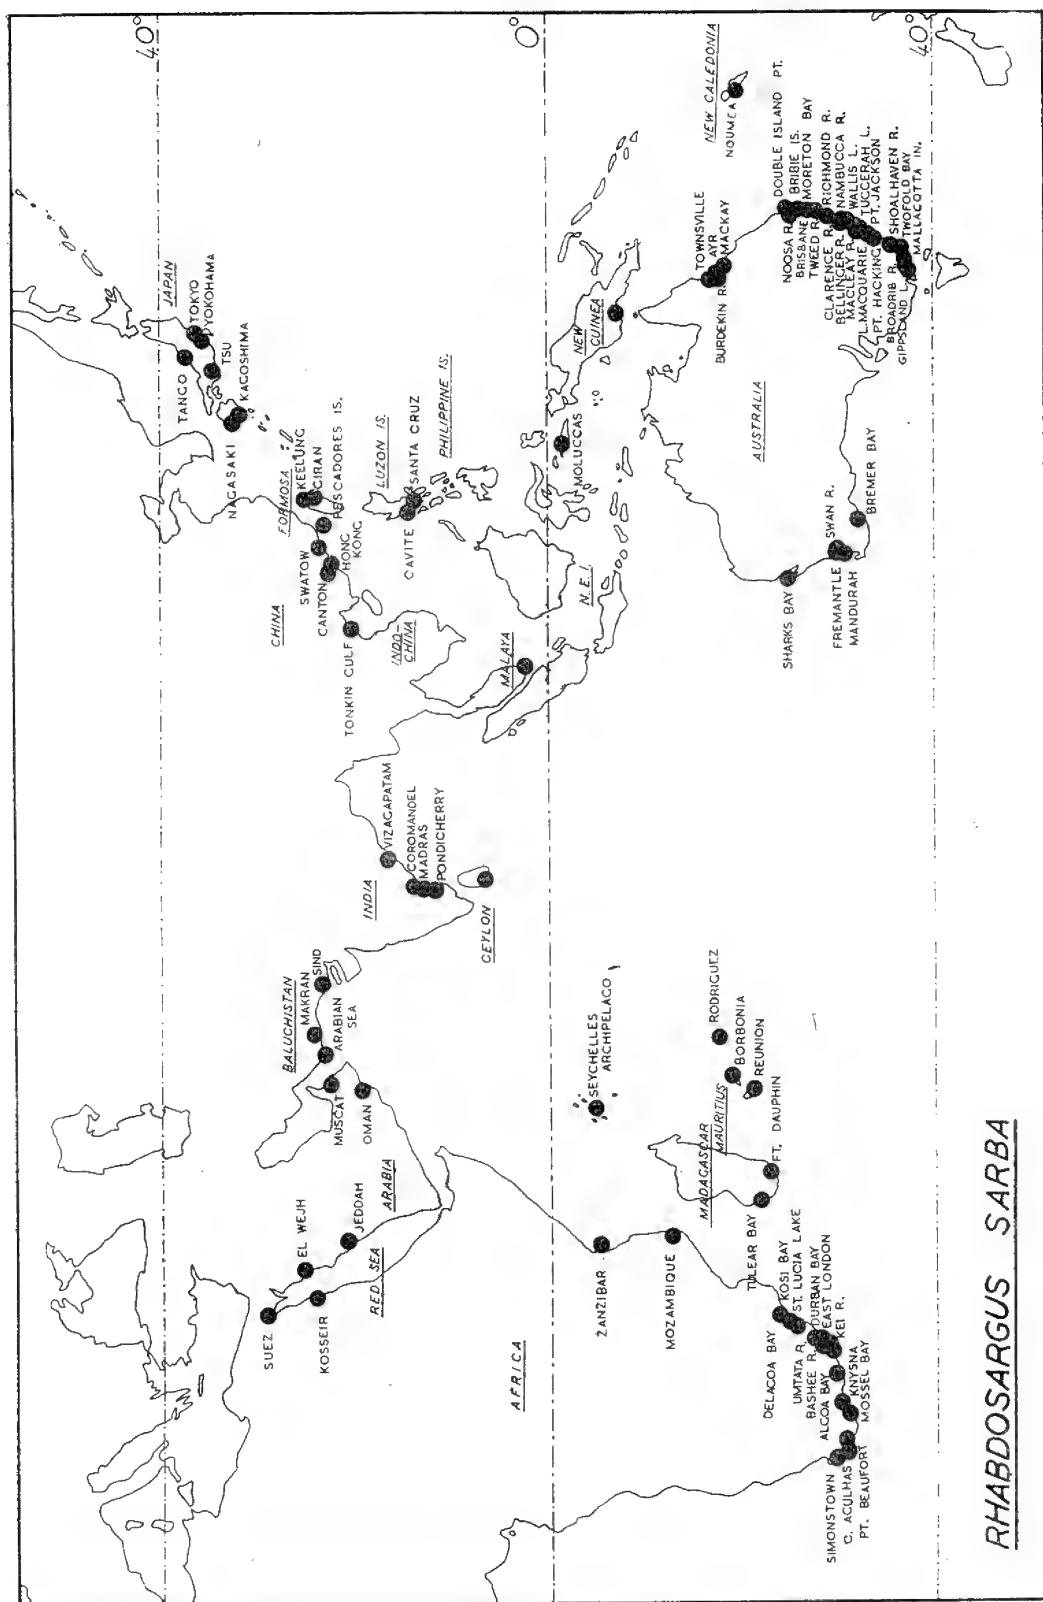 40°
0°
40°
JAPAN
TOKYO
YOKOHAMA
TANGO
TSU
KAGOSHIMA
NAGASAKI
FORMOSA
KEELUNG
GIRAN
PESCADORES IS.
SWATOW
HONG
KONG
CANTON
CHINA
TONKIN GULF
INDO-
CHINA
LUZON IS.
SANTA CRUZ
CAVITE
PHILIPPINE IS.
MALAYA
N.E.I.
MOLUCCAS
NEW
GUINEA
NEW CALEDONIA
NOUMEA
TOWNSVILLE
AYR
MACKAY
BURDEKIN R.
AUSTRALIA
DOUBLE ISLAND PT.
BRIBIE IS.
MORETON BAY
RICHMOND R.
NAMBUCCA R.
WALLIS L.
TUCCERAH L.
PT. JACKSON
SHOALHAVEN R.
TWOFOLD BAY
MALLACOTTA IN.
NOOSA R.
BRISBANE
TWEED R.
CLARENCE R.
BELLINGER R.
MACLEAY R.
L. MACQUARIE
PT. HACKING
BROADRIB R.
GIPPSLAND L.
SHARKS BAY
SWAN R.
FREMANTLE
MANDURAH
BREMER BAY
VIZAGAPATAM
COROMANDEL
MADRAS
PONDICHERRY
INDIA
CEYLON
BALUCHISTAN
MAKRAN
SIND
ARABIAN
SEA
MUSCAT
OMAN
ARABIA
EL WEJH
JEDDAH
RED SEA
SUEZ
KOSSEIR
AFRICA
SEYCHELLES
ARCHIPELAGO
RODRIGUEZ
BORBONIA
REUNION
MAURITIUS
MADAGASCAR
FT. DAUPHIN
TULEAR BAY
ZANZIBAR
MOZAMBIQUE
DELAGOA BAY
KOSI BAY
ST. LUCIA LAKE
DURBAN BAY
EAST LONDON
KEI R.
KNYSNA
MOSSEL BAY
UMTATA R.
BASHEE R.
ALGOA BAY
SIMONSTOWN
C. AGULHAS
PT. BEAUFORT
RHABDOSARGUS SARBA